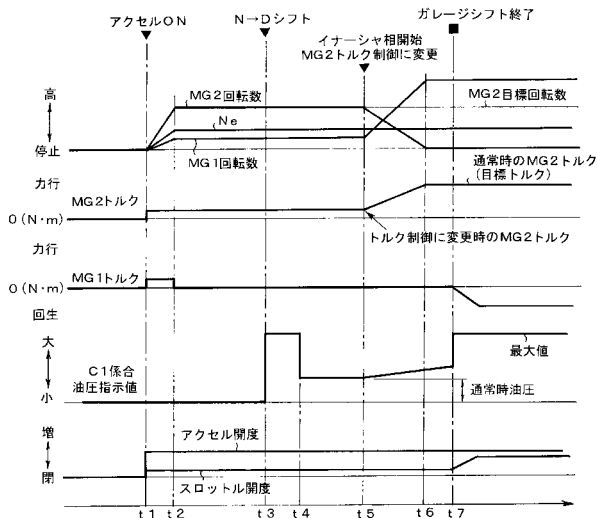 アクセルON
N→Dシフト
ガレージシフト終了
イナーシャ相開始
MG2トルク制御に変更
高
停止
MG2回転数
Ne
MG1回転数
MG2目標回転数
力行
MG2トルク
0(N・m)
通常時のMG2トルク
(目標トルク)
トルク制御に変更時のMG2トルク
力行
MG1トルク
0(N・m)
回生
大
C1係合
油圧指示値
小
最大値
通常時油圧
増
閉
アクセル開度
スロットル開度
t1 t2 t3 t4 t5 t6 t7